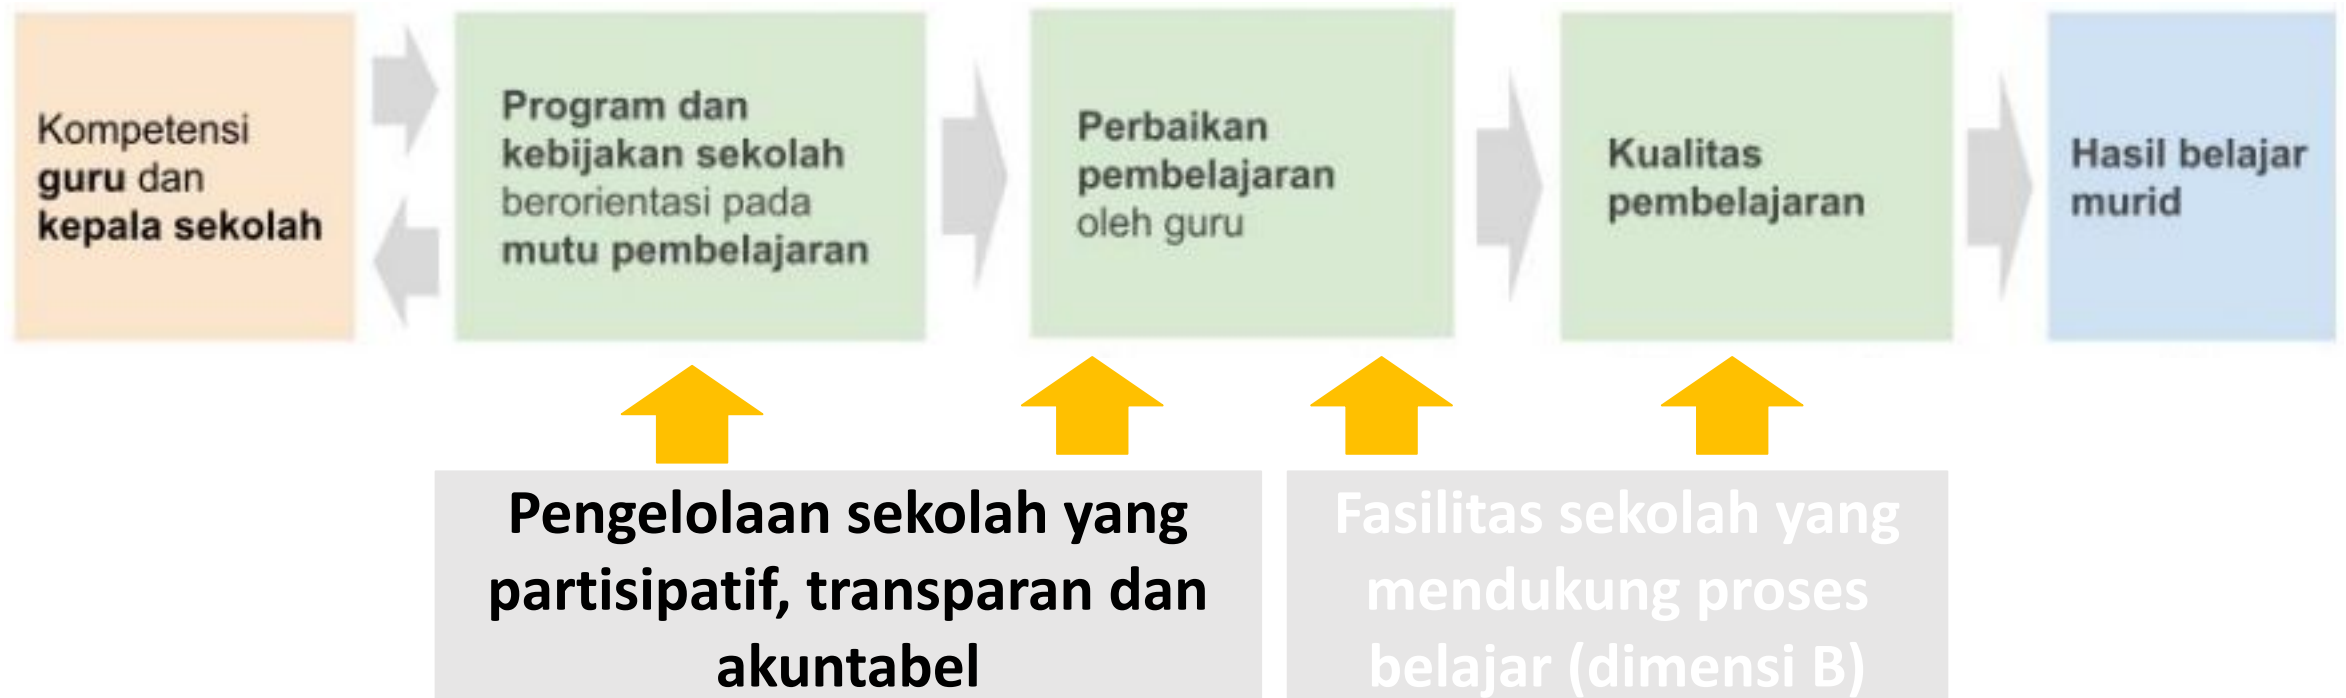 Kompetensi
guru dan
kepala sekolah
Program dan
kebijakan sekolah
berorientasi pada
mutu pembelajaran
Perbaikan
pembelajaran
oleh guru
Kualitas
pembelajaran
Hasil belajar
murid
Pengelolaan sekolah yang
partisipatif, transparan dan
akuntabel
Fasilitas sekolah yang
mendukung proses
belajar (dimensi B)